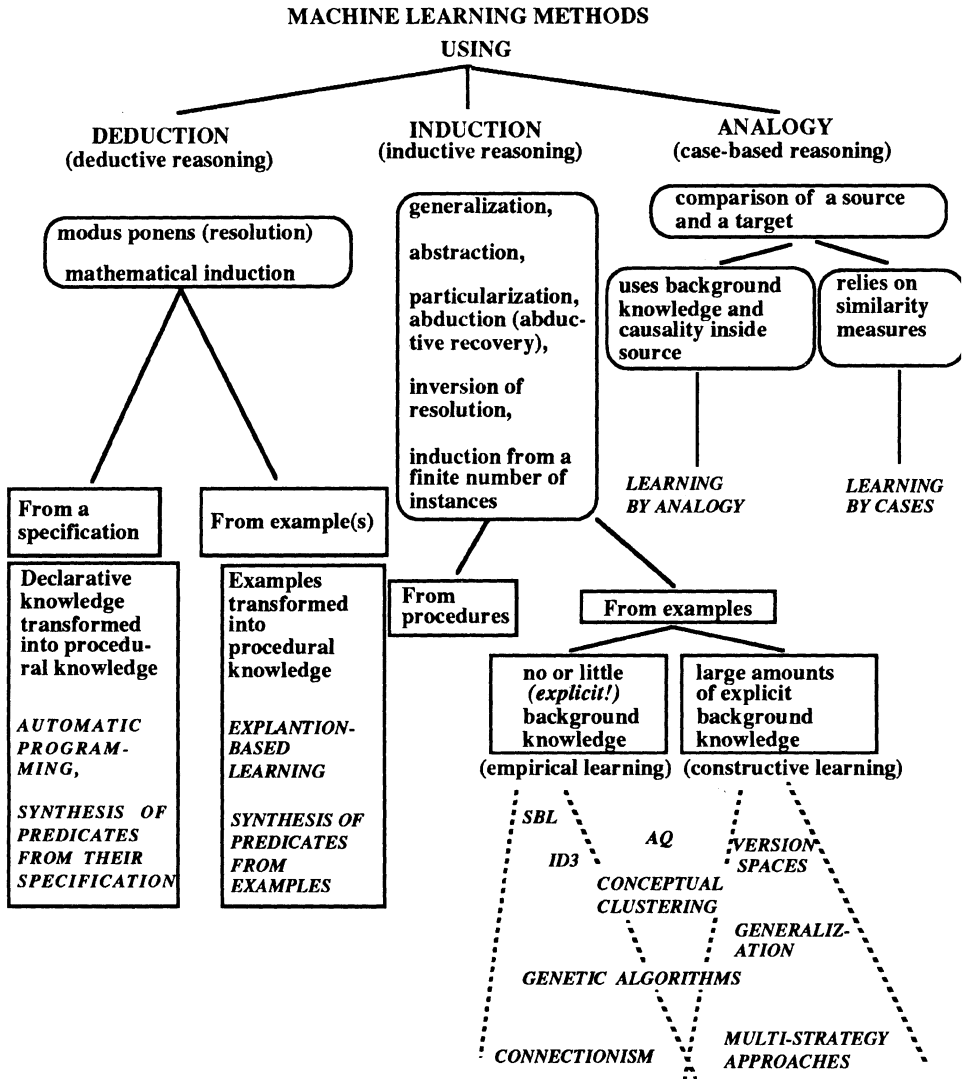 MACHINE LEARNING METHODS
USING
DEDUCTION
(deductive reasoning)
INDUCTION
(inductive reasoning)
ANALOGY
(case-based reasoning)
modus ponens (resolution)
mathematical induction
generalization,
abstraction,
particularization,
abduction (abduc-
tive recovery),
inversion of
resolution,
induction from a
finite number of
instances
comparison of a source
and a target
uses background
knowledge and
causality inside
source
relies on
similarity
measures
LEARNING
BY ANALOGY
LEARNING
BY CASES
From a
specification
From example(s)
Declarative
knowledge
transformed
into procedu-
ral knowledge
AUTOMATIC
PROGRAM-
MING,
SYNTHESIS OF
PREDICATES
FROM THEIR
SPECIFICATION
Examples
transformed
into
procedural
knowledge
EXPLANTION-
BASED
LEARNING
SYNTHESIS OF
PREDICATES
FROM
EXAMPLES
From
procedures
From examples
no or little
(explicit!)
background
knowledge
(empirical learning)
large amounts
of explicit
background
knowledge
(constructive learning)
SBL
ID3
AQ
VERSION
SPACES
CONCEPTUAL
CLUSTERING
GENERALIZ-
ATION
GENETIC ALGORITHMS
CONNECTIONISM
MULTI-STRATEGY
APPROACHES